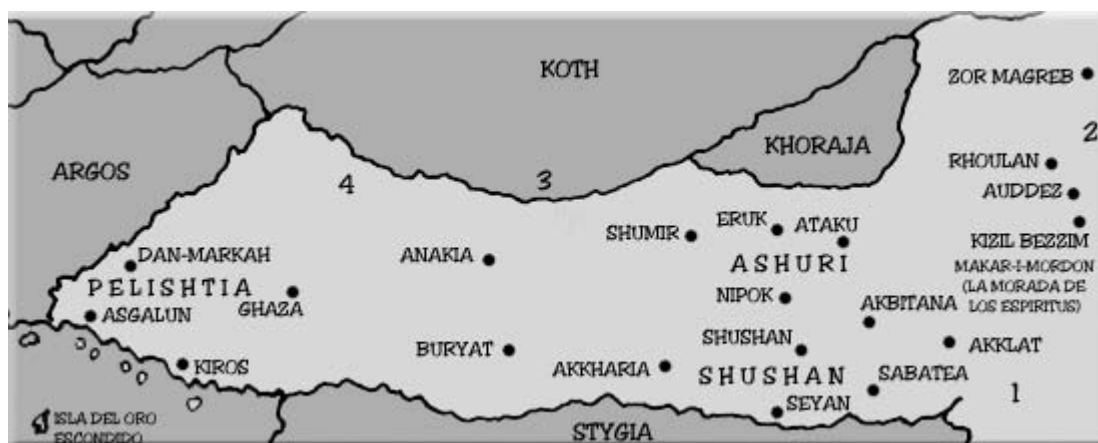 KOTH
ZOR MAGREB
2
KHORAJA
RHOULAN
ARGOS
4
3
AUDDEZ
ERUK
ATAKU
SHUMIR
KIZIL BEZZIM
DAN-MARKAH
ANAKIA
ASHURI
MAKAR-I-MORDON
(LA MORADA DE
LOS ESPIRITUS)
PELISHTIA
GHAZA
NIPOK
AKBITANA
ASGALUN
BURYAT
SHUSHAN
AKKLAT
KIROS
AKKHARIA
SHUSHAN
SABATEA
1
SEYAN
ISLA DEL ORO
ESCONDIDO
STYGIA